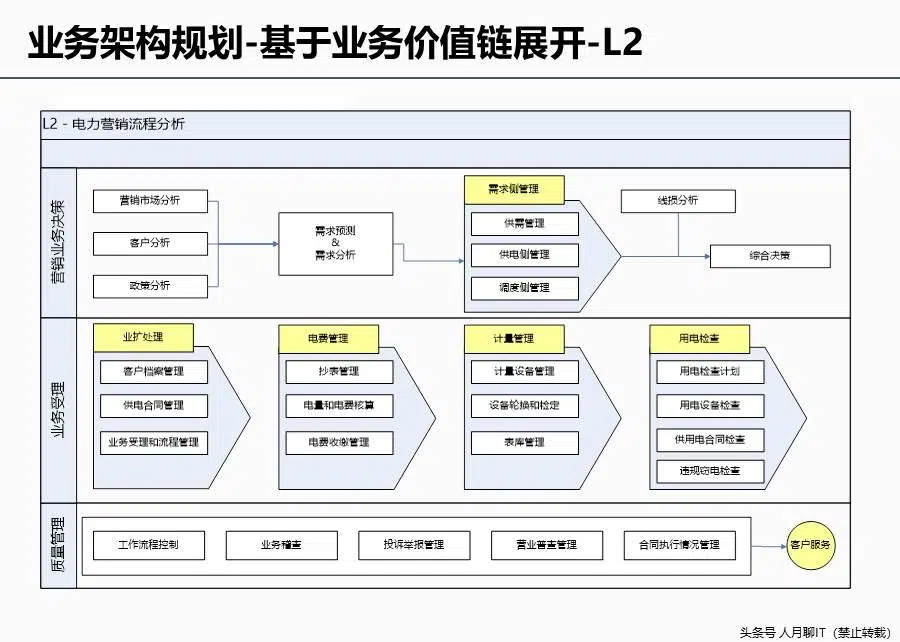 业务架构规划-基于业务价值链展开-L2
L2 - 电力营销流程分析
营销业务决策
营销市场分析
客户分析
政策分析
需求预测
&
需求分析
需求侧管理
供需管理
供电侧管理
调度侧管理
线损分析
综合决策
业务受理
业扩处理
客户档案管理
供电合同管理
业务受理和流程管理
电费管理
抄表管理
电量和电费核算
电费收缴管理
计量管理
计量设备管理
设备轮换和检定
表库管理
用电检查
用电检查计划
用电设备检查
供用电合同检查
违规窃电检查
质量管理
工作流程控制
业务稽查
投诉举报管理
营业普查管理
合同执行情况管理
客户服务
头条号 人月聊IT（禁止转载）